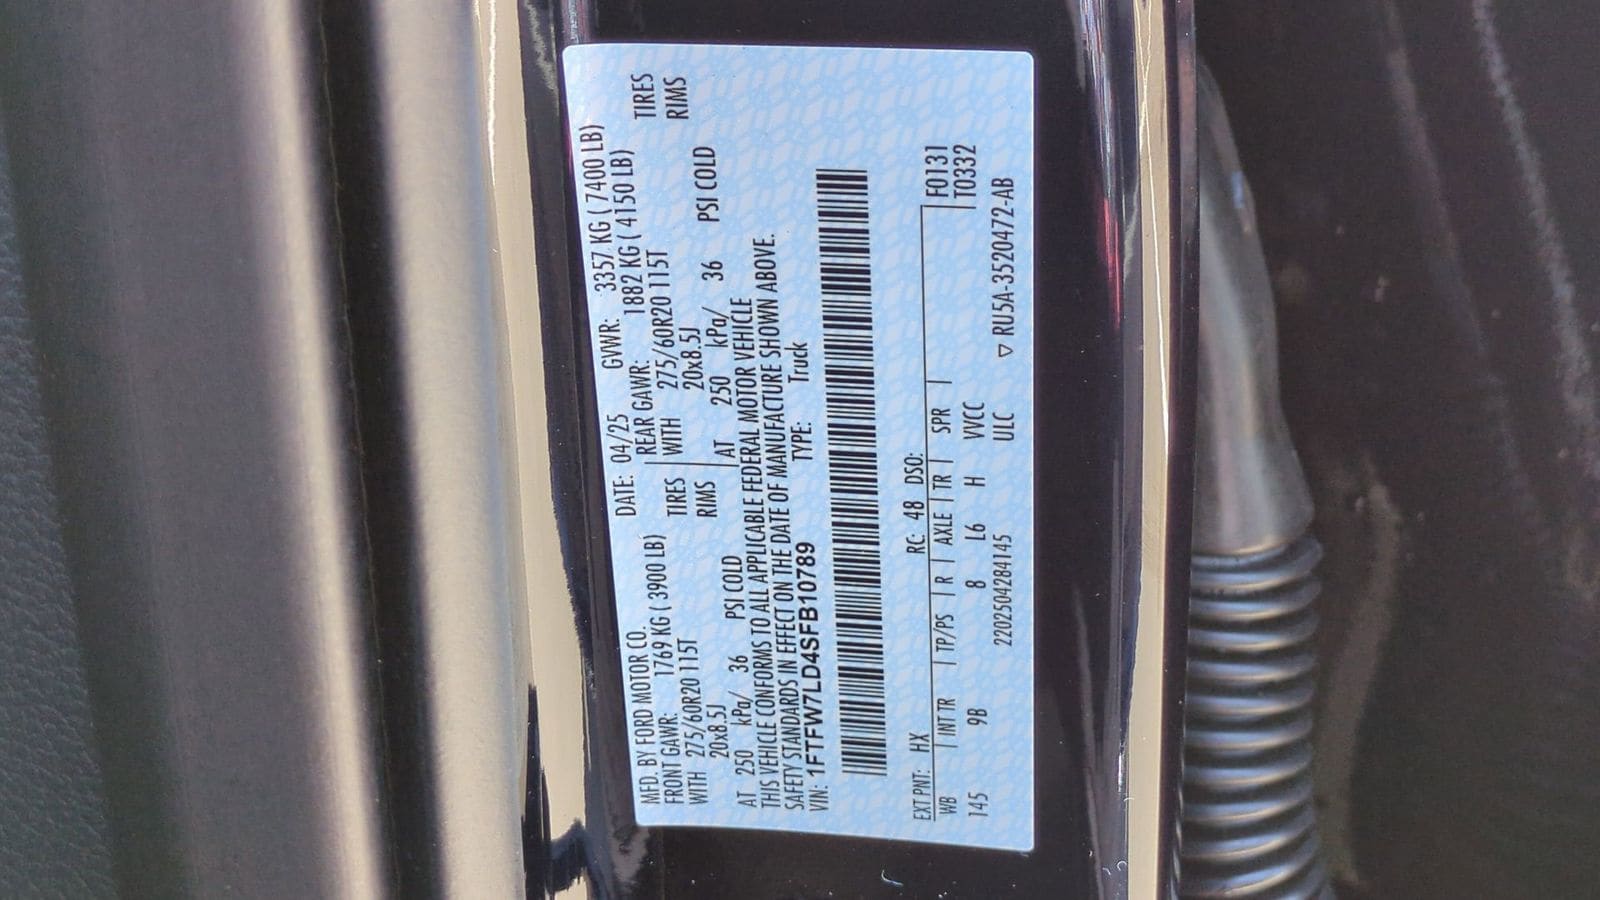 MFD. BY FORD MOTOR CO.
DATE: 04/25 GVWR: 3357 KG ( 7400 LB)
FRONT GAWR: 1769 KG ( 3900 LB) REAR GAWR: 1882 KG ( 4150 LB)
WITH 275/60R20 115T TIRES WITH 275/60R20 115T TIRES
20x8.5J RIMS 20x8.5J RIMS
AT 250 kPa/ 36 PSI COLD AT 250 kPa/ 36 PSI COLD
THIS VEHICLE CONFORMS TO ALL APPLICABLE FEDERAL MOTOR VEHICLE
SAFETY STANDARDS IN EFFECT ON THE DATE OF MANUFACTURE SHOWN ABOVE.
VIN: 1FTFW7LD4SFB10789 TYPE: Truck
EXT PNT: HX RC: 48 DSO: F0131
WB INT TR TP/PS R AXLE TR SPR T0332
145 9B 8 L6 H VVCC
2202504284145 ULC ▽ RU5A-3520472-AB